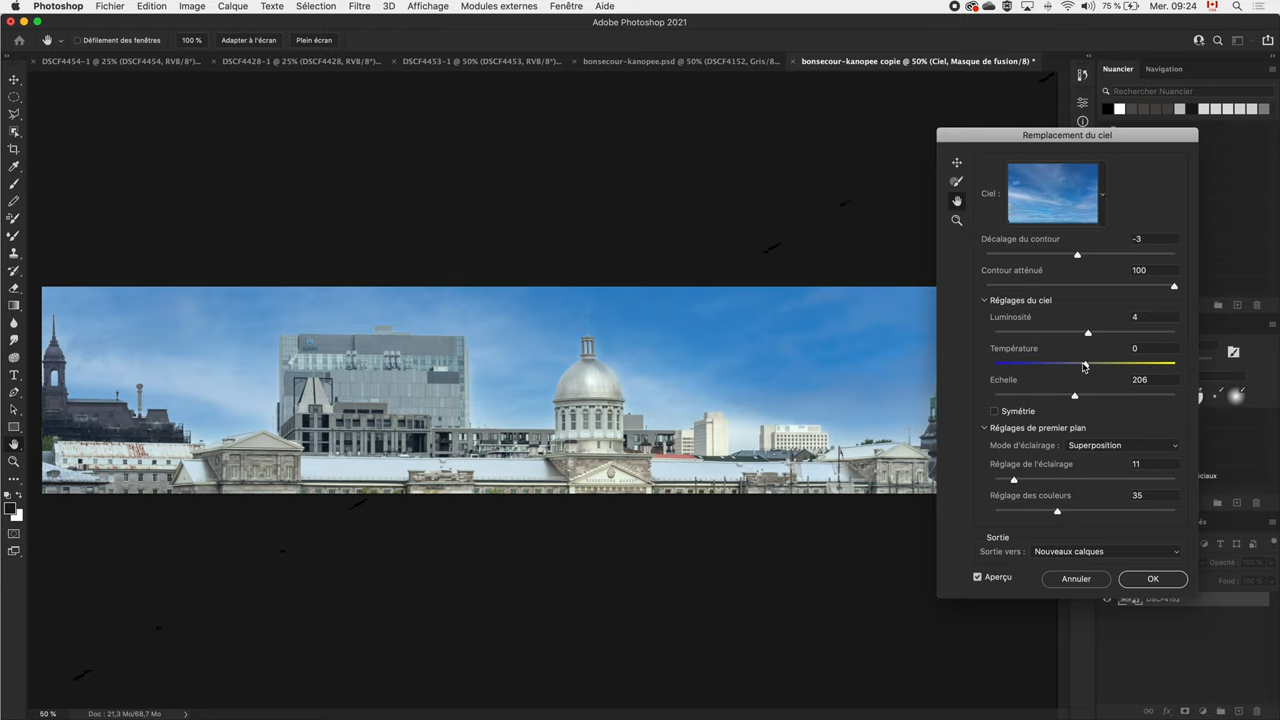 Photoshop Fichier Edition Image Calque Texte Sélection Filtre 3D Affichage Modules externes Fenêtre Aide 75 % Mer. 09:24
Adobe Photoshop 2021
Défilement des fenêtres 100 % Adapter à l'écran Plein écran
DSCF4454-1 @ 25% (DSCF4454, RVB/8*)... DSCF4428-1 @ 25% (DSCF4428, RVB/8*)... DSCF4453-1 @ 50% (DSCF4453, RVB/8*)... bonsecour-kanopee.psd @ 50% (DSCF4152, Gris/8... bonsecour-kanopee copie @ 50% (Ciel, Masque de fusion/8) *
Nuancier Navigation
Rechercher Nuancier
Remplacement du ciel
Ciel :
Décalage du contour -3
Contour atténué 100
Réglages du ciel
Luminosité 4
Température 0
Echelle 206
Symétrie
Réglages de premier plan
Mode d'éclairage : Superposition
Réglage de l'éclairage 11
Réglage des couleurs 35
Sortie
Sortie vers : Nouveaux calques
Aperçu Annuler OK
éciaux
és
Opacité : 100 %
Fond : 100 %
DSCF4152
50 % Doc : 21,3 Mo/68,7 Mo